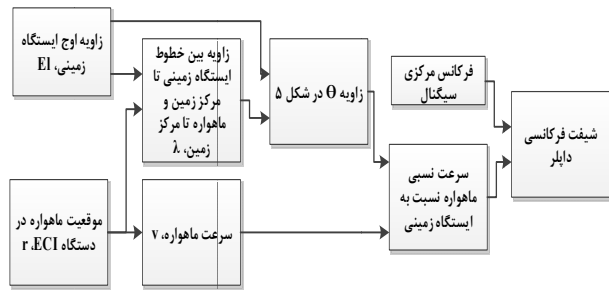 زاویه اوج ایستگاه
زمینی، El
زاویه بین خطوط
ایستگاه زمینی تا
مرکز زمین و
ماهواره تا مرکز
زمین، λ
زاویه Θ در شکل ۵
فرکانس مرکزی
سیگنال
شیفت فرکانسی
داپلر
سرعت نسبی
ماهواره نسبت به
ایستگاه زمینی
موقعیت ماهواره در
دستگاه ECI، r
سرعت ماهواره، v